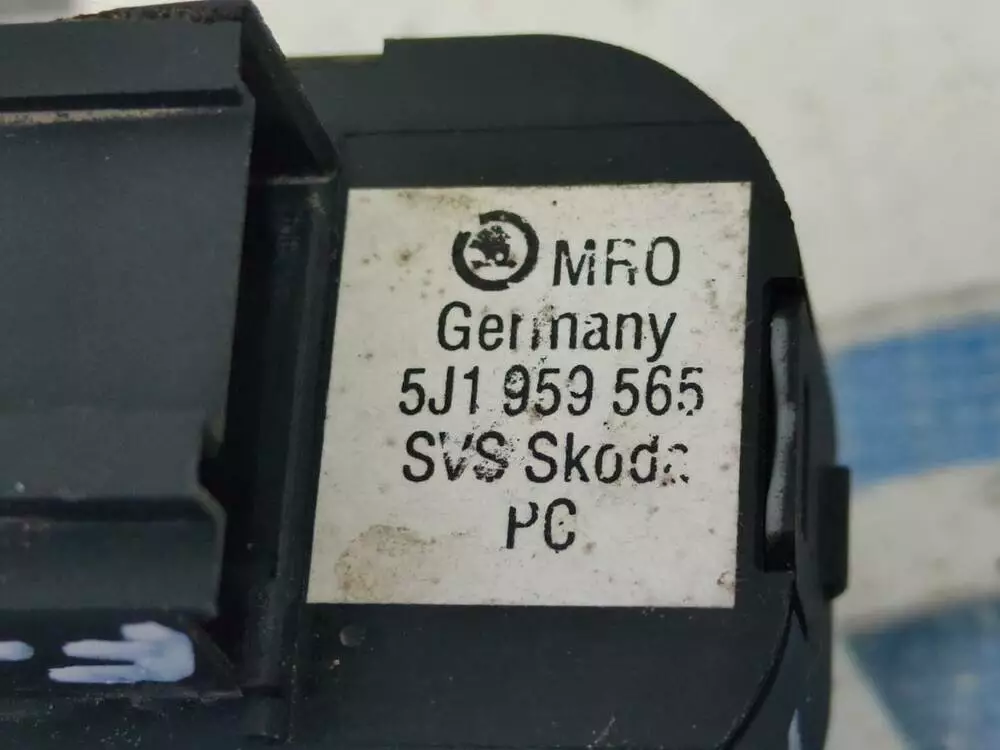 MRO
Germany
5J1 959 565
SVS Skoda
PC